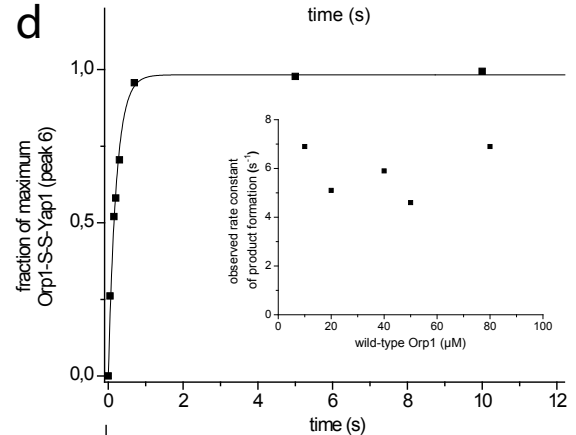 d
time (s)
1,0
0,5
0,0
fraction of maximum
Orp1-S-S-Yap1 (peak 6)
0 2 4 6 8 10 12
time (s)
8
6
4
2
0
observed rate constant
of product formation (s⁻¹)
0 20 40 60 80 100
wild-type Orp1 (µM)